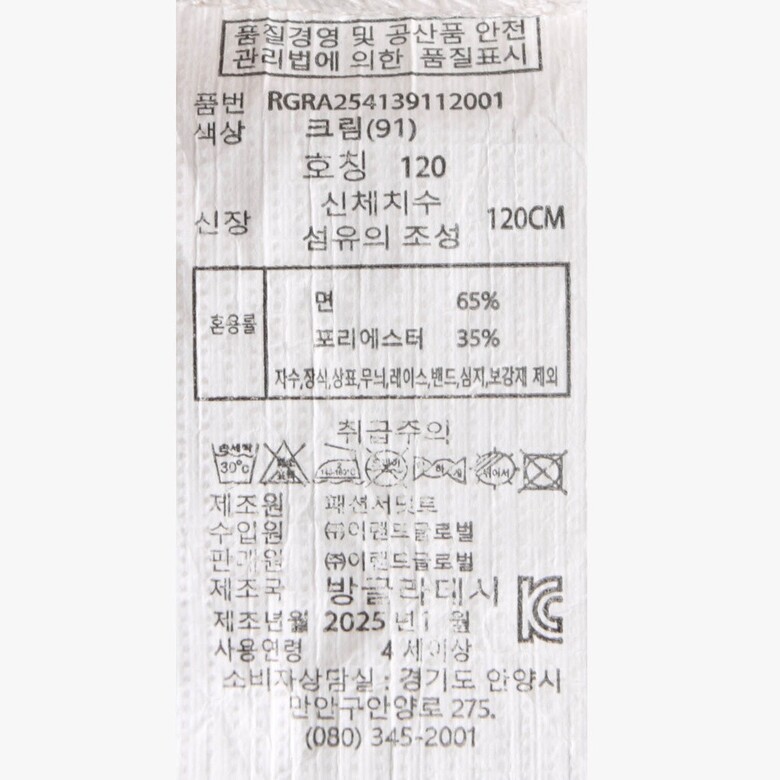 품질경영 및 공산품 안전
관리법에 의한 품질표시
품번 RGRA254139112001
색상 크림(91)
호칭 120
신체치수
신장 120CM
섬유의 조성
혼용률
면 65%
포리에스터 35%
자수,장식,상표,무늬,레이스,밴드,심지,보강재 제외
취급주의
손세탁
30°C
제조원 패션서밋트
수입원 ㈜이랜드글로벌
판매원 ㈜이랜드글로벌
제조국 방글라데시
제조년월 2025 년 1 월
사용연령 4 세이상
소비자상담실 : 경기도 안양시
만안구안양로 275.
(080) 345-2001